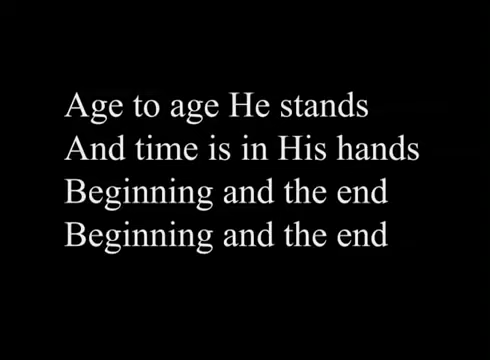 Age to age He stands
And time is in His hands
Beginning and the end
Beginning and the end